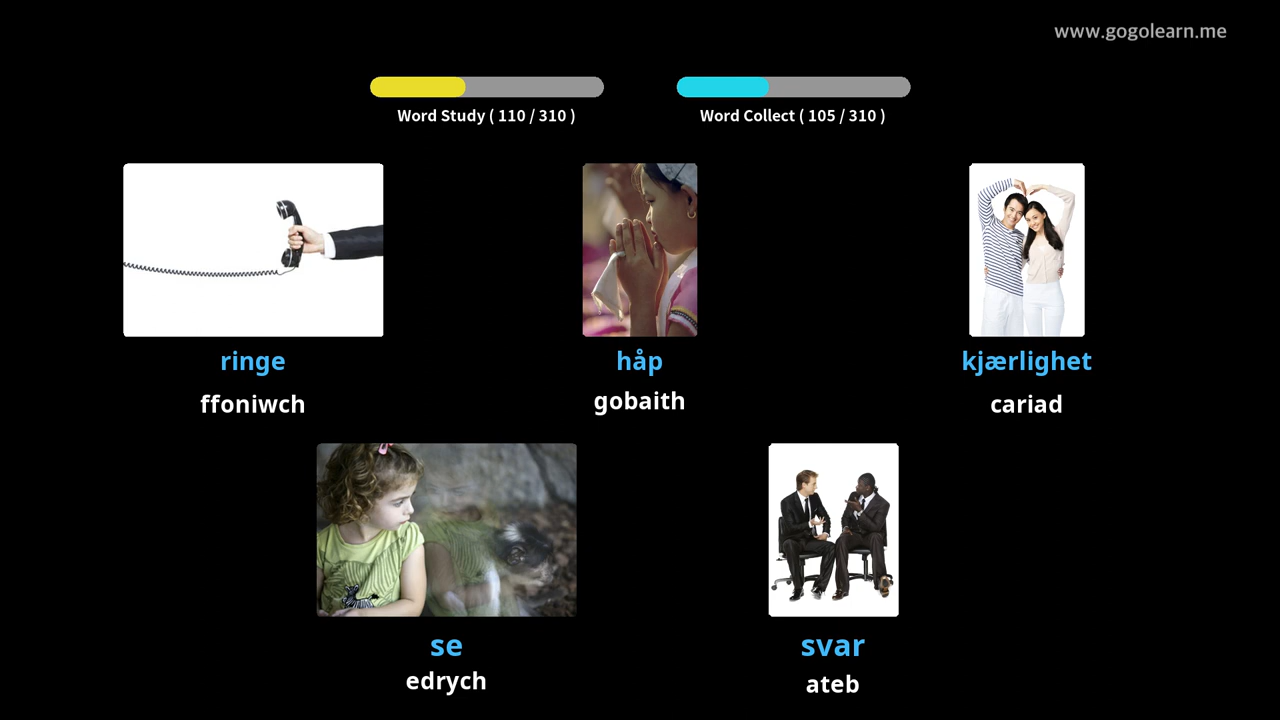 www.gogolearn.me
Word Study ( 110 / 310 )
Word Collect ( 105 / 310 )
ringe
ffoniwch
håp
gobaith
kjærlighet
cariad
se
edrych
svar
ateb